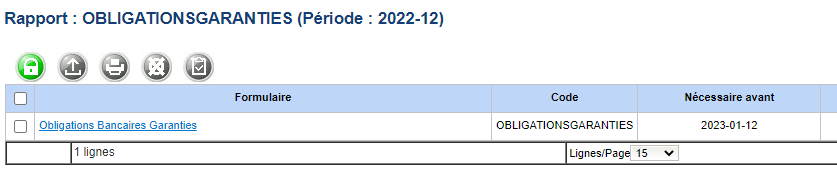 Rapport : OBLIGATIONSGARANTIES (Période : 2022-12)
Formulaire Code Nécessaire avant
Obligations Bancaires Garanties OBLIGATIONSGARANTIES 2023-01-12
1 lignes Lignes/Page 15